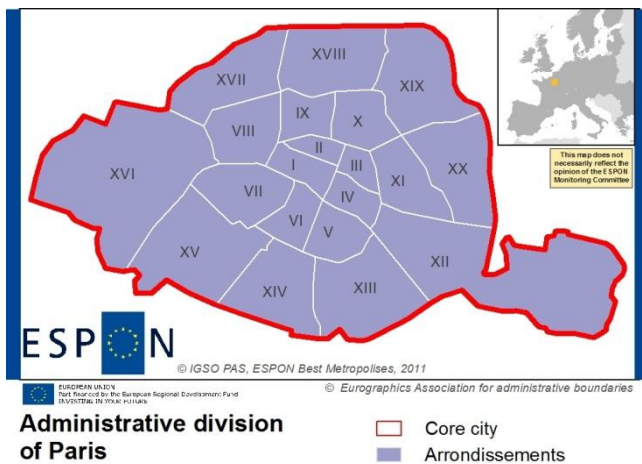 XVIII
XVII
XIX
IX
X
VIII
II
I
III
XVI
XX
XI
VII
IV
VI
V
XV
XII
XIV
XIII
This map does not
necessarily reflect the
opinion of the ESPON
Monitoring Committee
ESPON
© IGSO PAS, ESPON Best Metropolises, 2011
© Eurographics Association for administrative boundaries
EUROPEAN UNION
Part financed by the European Regional Development Fund
INVESTING IN YOUR FUTURE
Administrative division
of Paris
Core city
Arrondissements